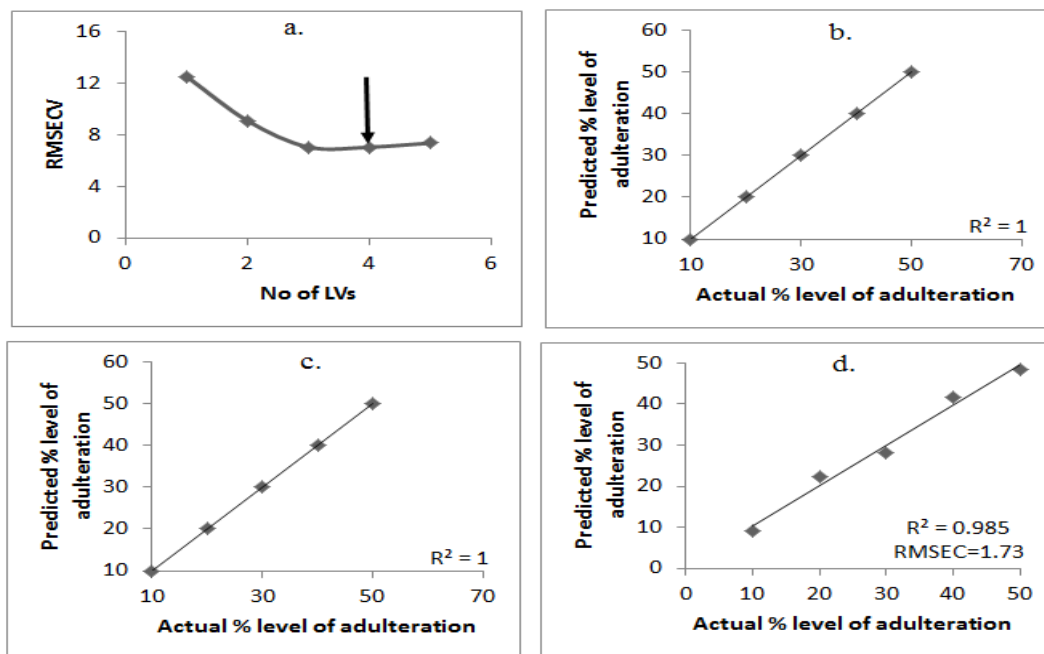 a.
RMSECV
16
12
8
4
0
0 2 4 6
No of LVs
b.
Predicted % level of
adulteration
60
50
40
30
20
10
R² = 1
10 30 50 70
Actual % level of adulteration
c.
Predicted % level of
adulteration
60
50
40
30
20
10
R² = 1
10 30 50 70
Actual % level of adulteration
d.
Predicted % level of
adulteration
50
40
30
20
10
0
R² = 0.985
RMSEC=1.73
0 10 20 30 40 50
Actual % level of adulteration